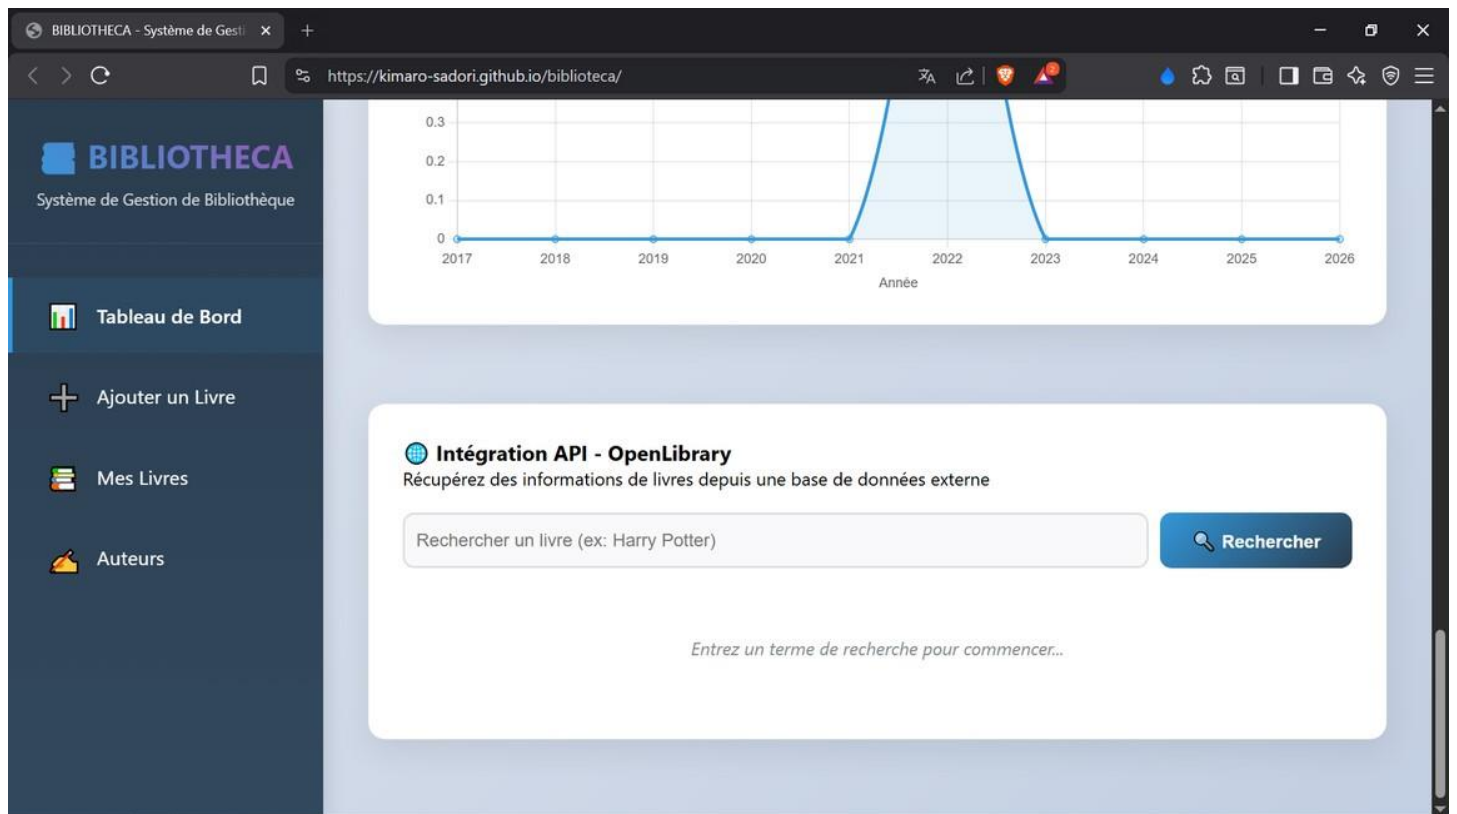 BIBLIOTHECA - Système de Gesti
https://kimaro-sadori.github.io/biblioteca/
2
BIBLIOTHECA
Système de Gestion de Bibliothèque
Tableau de Bord
Ajouter un Livre
Mes Livres
Auteurs
0.3
0.2
0.1
0
2017 2018 2019 2020 2021 2022 2023 2024 2025 2026
Année
Intégration API - OpenLibrary
Récupérez des informations de livres depuis une base de données externe
Rechercher un livre (ex: Harry Potter)
Rechercher
Entrez un terme de recherche pour commencer...